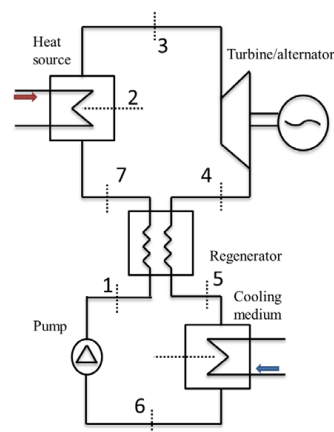 3
Heat
source
Turbine/alternator
2
7
4
Regenerator
1
5
Cooling
medium
Pump
6